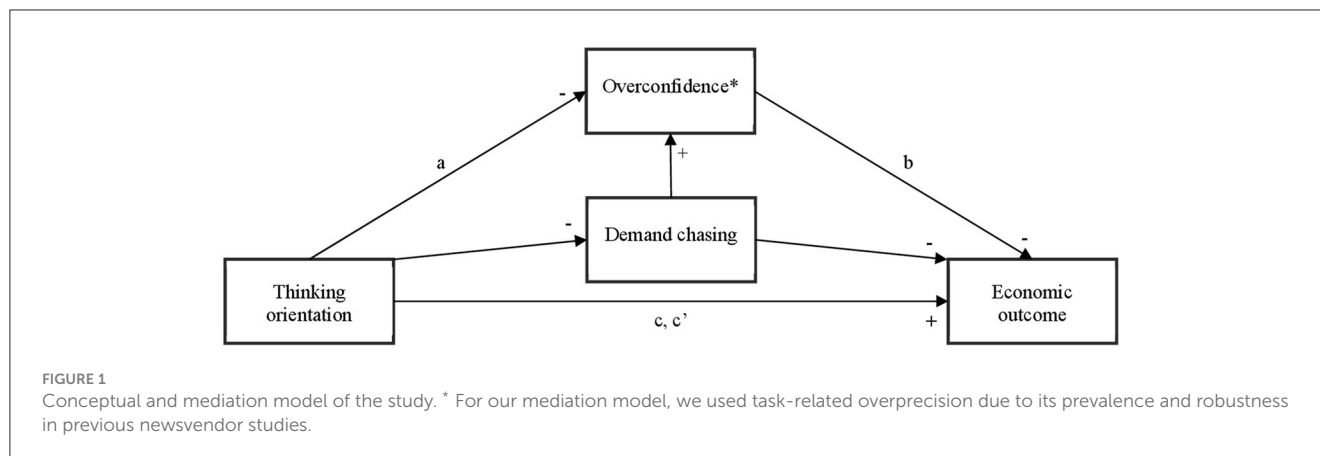 Overconfidence*
-
a
+
b
Demand chasing
-
-
-
Thinking
orientation
c, c’
+
Economic
outcome
FIGURE 1
Conceptual and mediation model of the study. * For our mediation model, we used task-related overprecision due to its prevalence and robustness
in previous newsvendor studies.